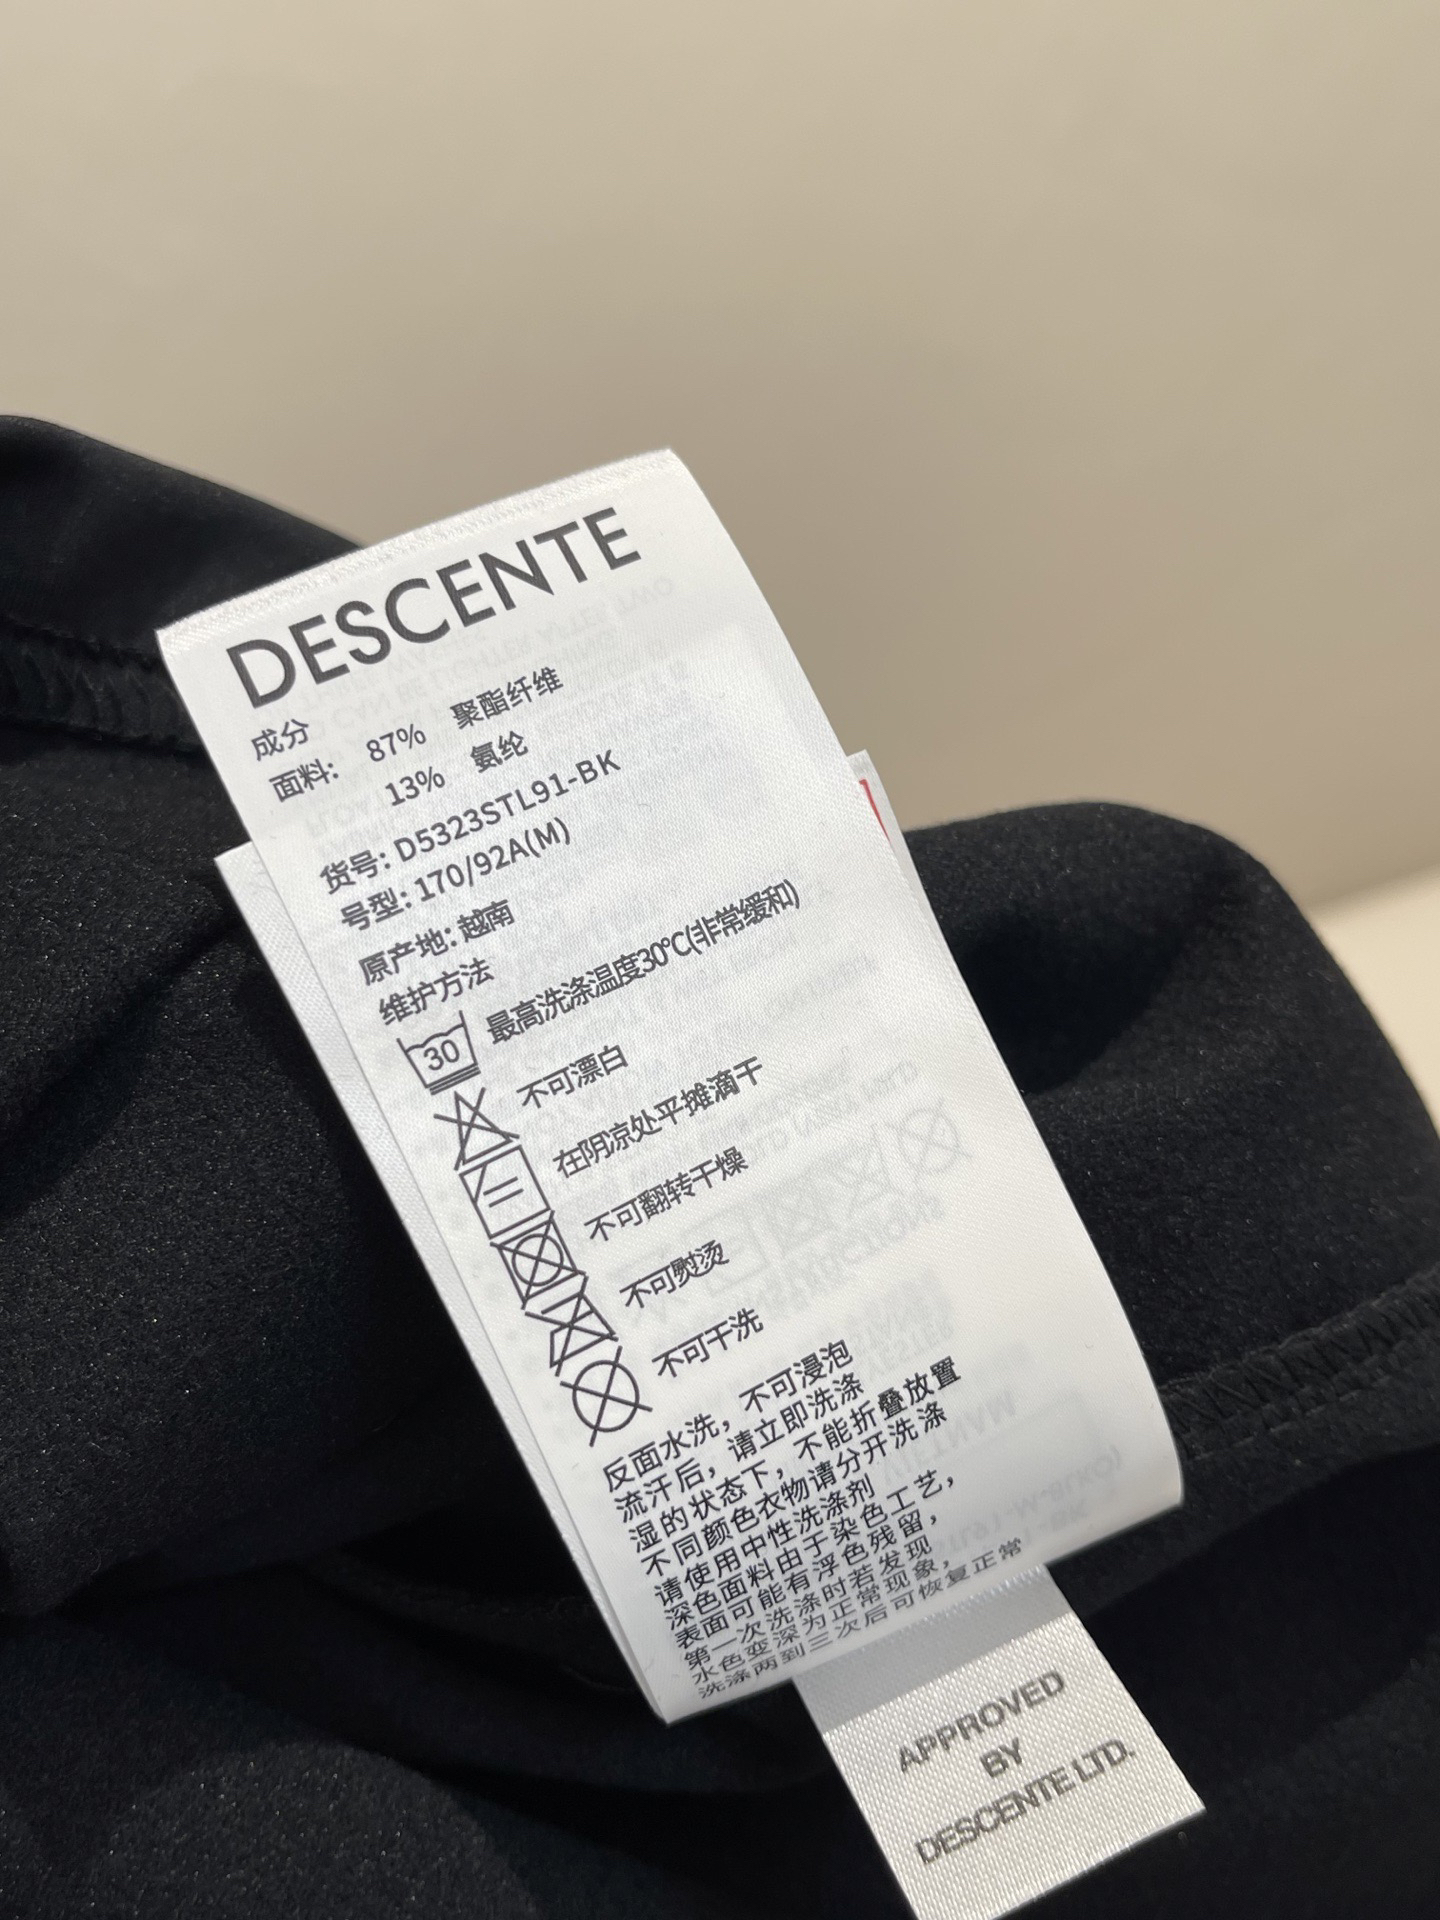 DESCENTE
成分
面料: 87% 聚酯纤维
13% 氨纶
货号: D5323STL91-BK
号型: 170/92A(M)
原产地: 越南
维护方法
30 最高洗涤温度30℃(非常缓和)
不可漂白
在阴凉处平摊滴干
不可翻转干燥
不可熨烫
不可干洗
反面水洗，不可浸泡
流汗后，请立即洗涤
湿的状态下，不能折叠放置
不同颜色衣物请分开洗涤
请使用中性洗涤剂
深色面料由于染色工艺，
表面可能有浮色残留，
第一次洗涤时若发现
水色变深为正常现象，
洗涤两到三次后可恢复正常
APPROVED
BY
DESCENTE LTD.